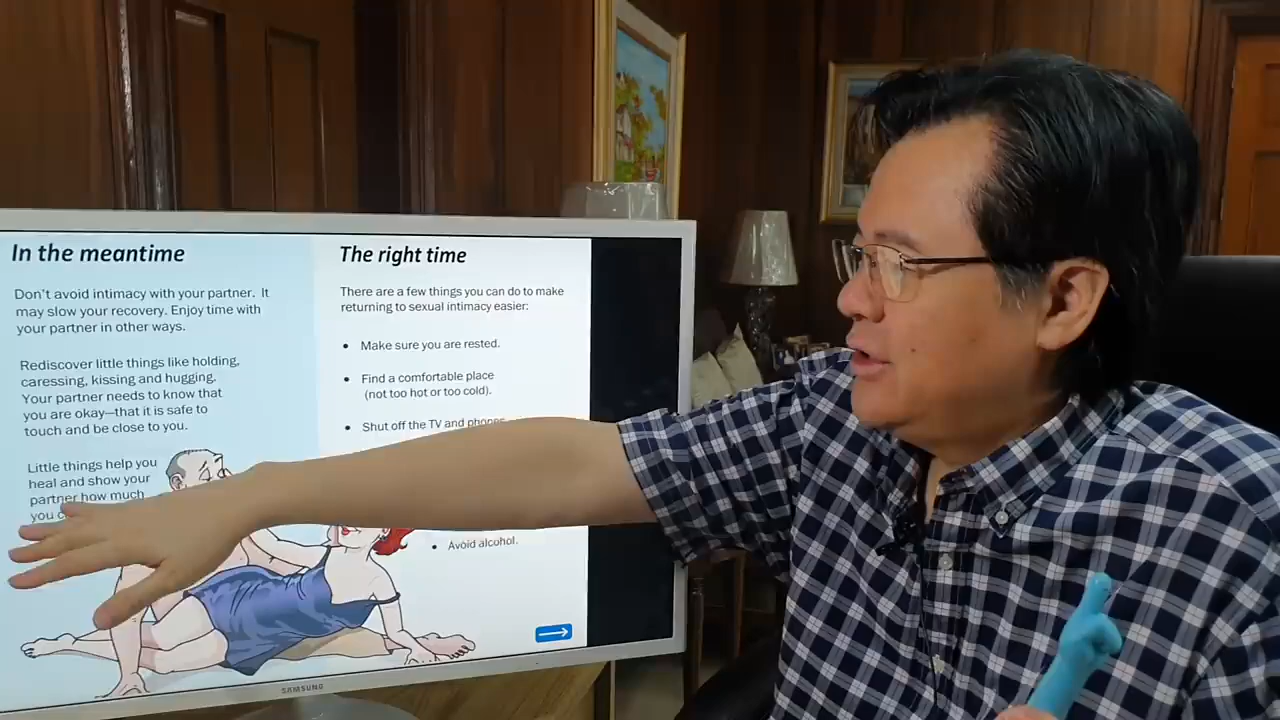 In the meantime
Don't avoid intimacy with your partner. It
may slow your recovery. Enjoy time with
your partner in other ways.
Rediscover little things like holding,
caressing, kissing and hugging.
Your partner needs to know that
you are okay—that it is safe to
touch and be close to you.
Little things help you
heal and show your
partner how much
you
The right time
There are a few things you can do to make
returning to sexual intimacy easier:
• Make sure you are rested.
• Find a comfortable place
(not too hot or too cold).
• Shut off the TV and phones
• Avoid alcohol.
SAMSUNG